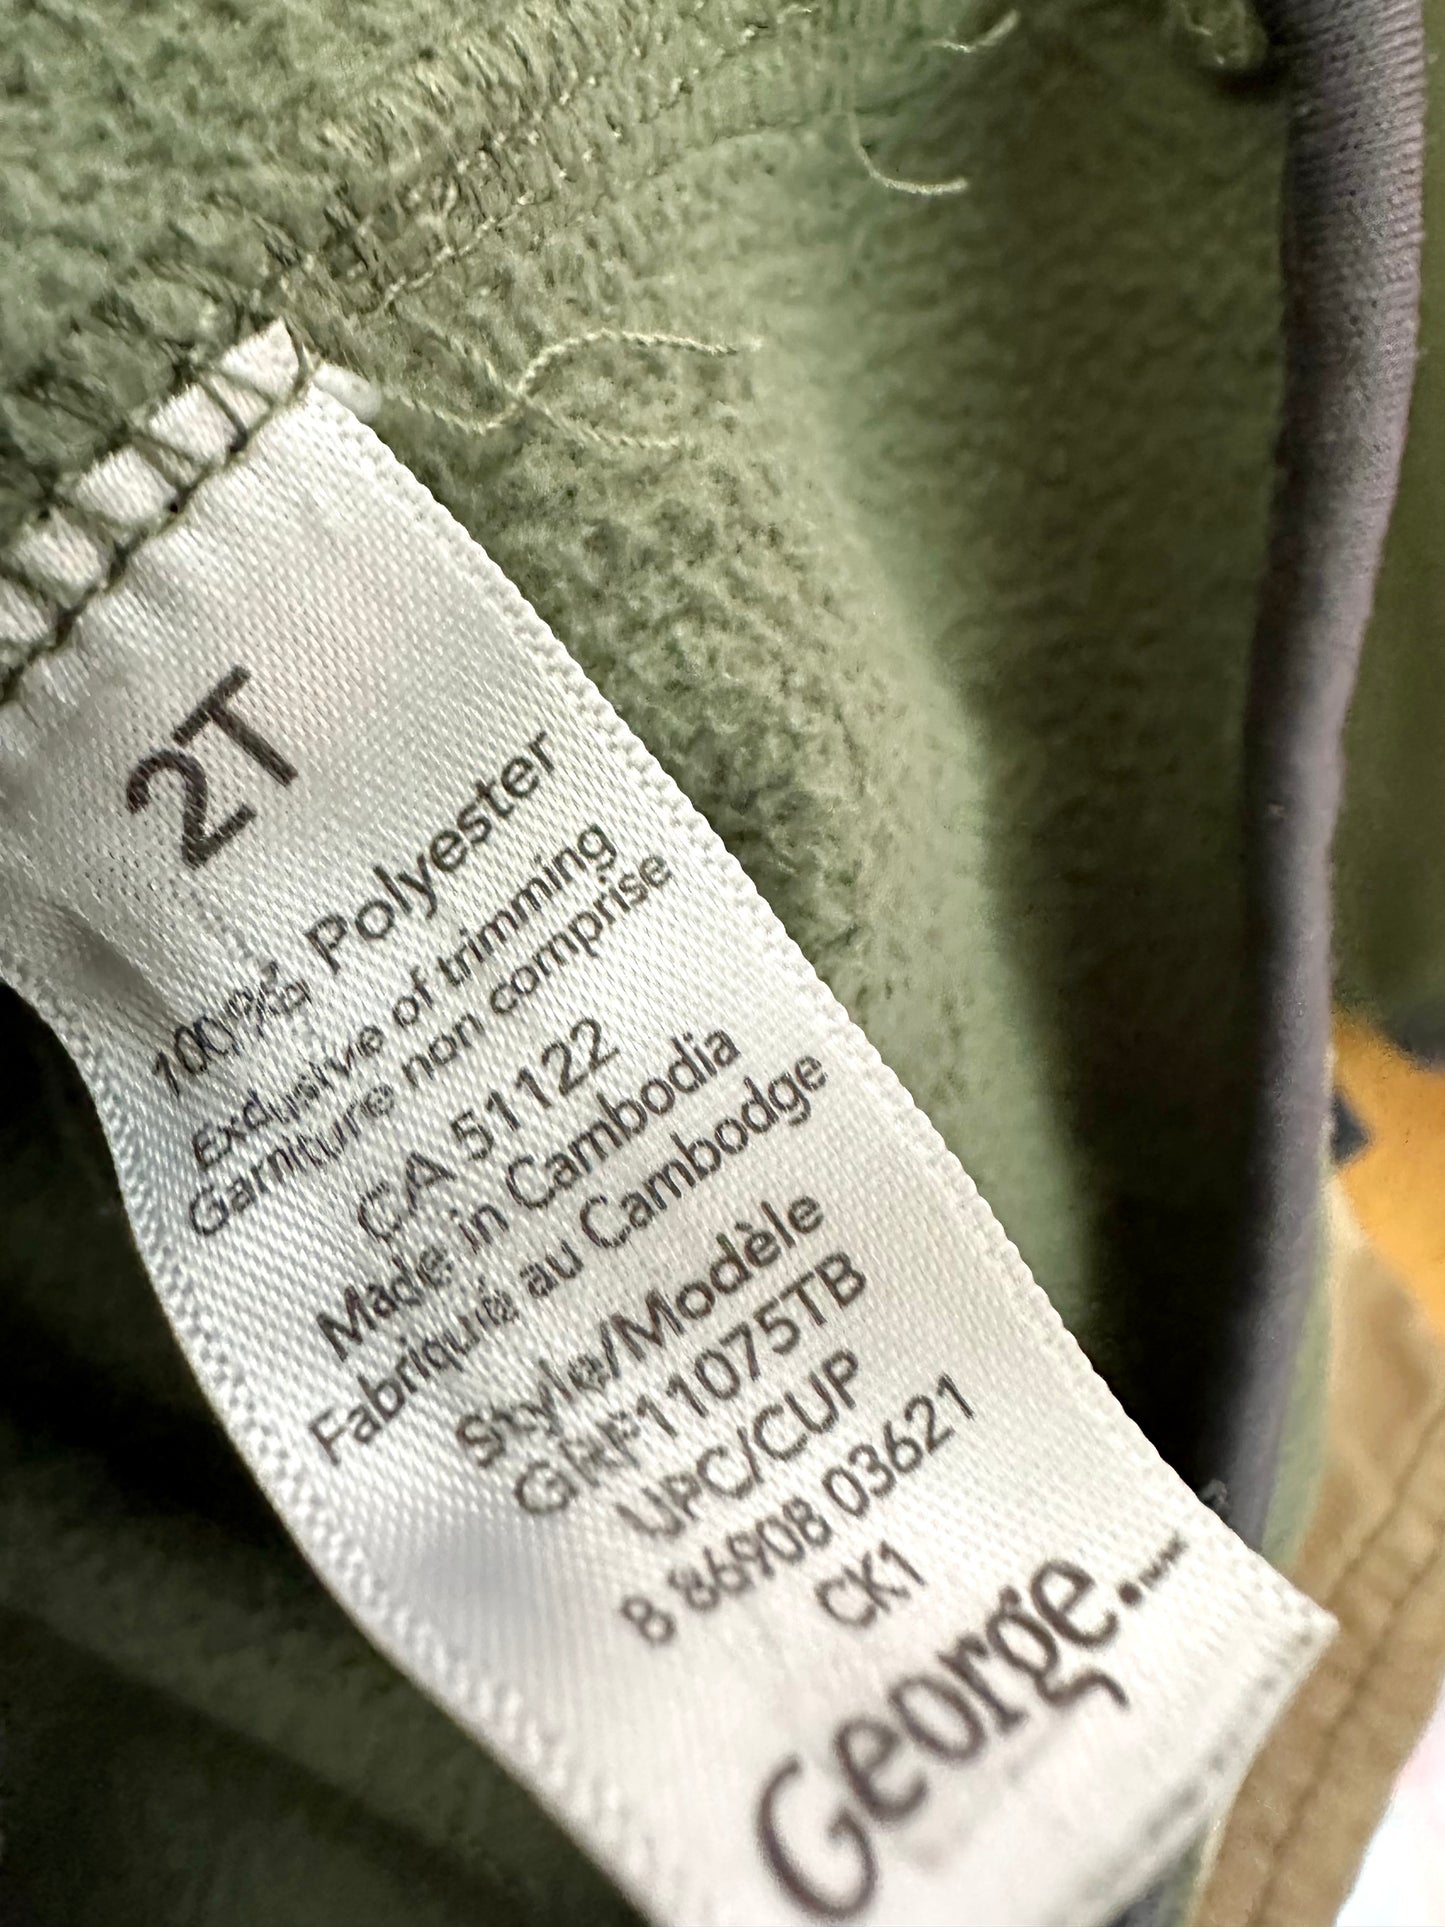 2T
100% Polyester
Exclusive of trimming
Garniture non comprise
CA 51122
Made in Cambodia
Fabriqué au Cambodge
Style/Modèle
GRF11075TB
UPC/CUP
8 86908 03621
CK1
George.